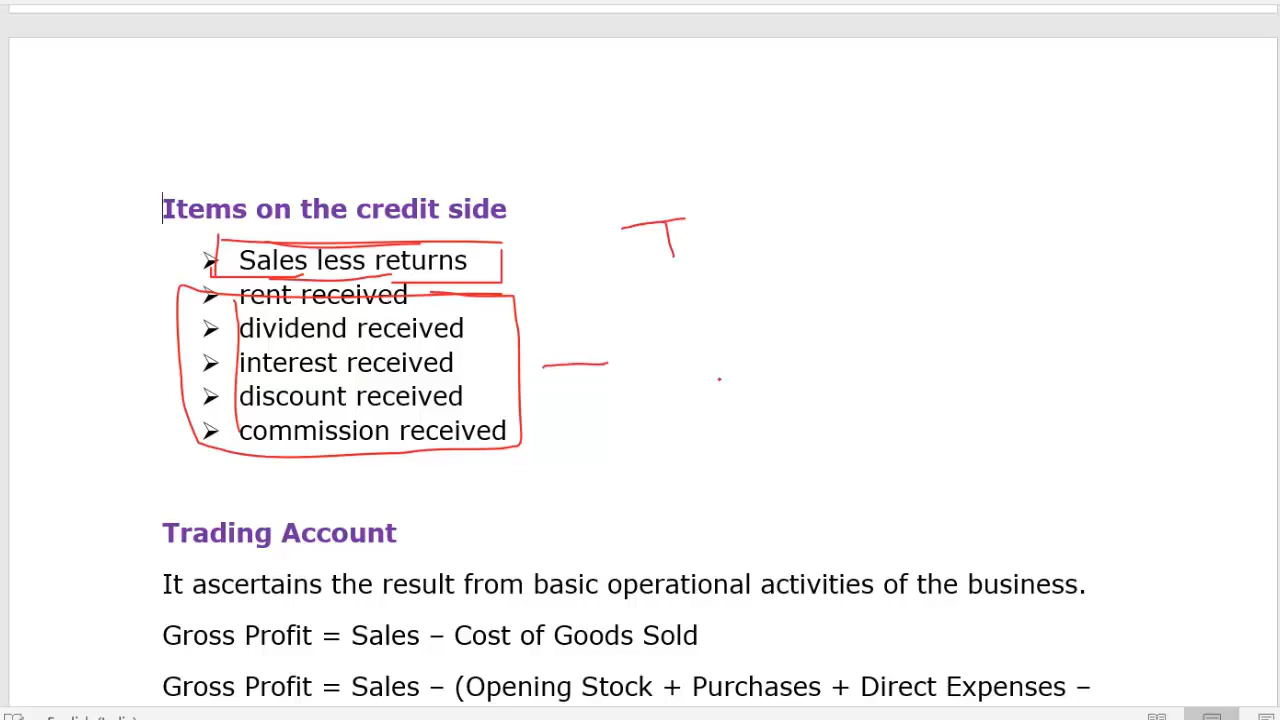 Items on the credit side
➢ Sales less returns
➢ rent received
➢ dividend received
➢ interest received
➢ discount received
➢ commission received
T
Trading Account
It ascertains the result from basic operational activities of the business.
Gross Profit = Sales – Cost of Goods Sold
Gross Profit = Sales – (Opening Stock + Purchases + Direct Expenses –